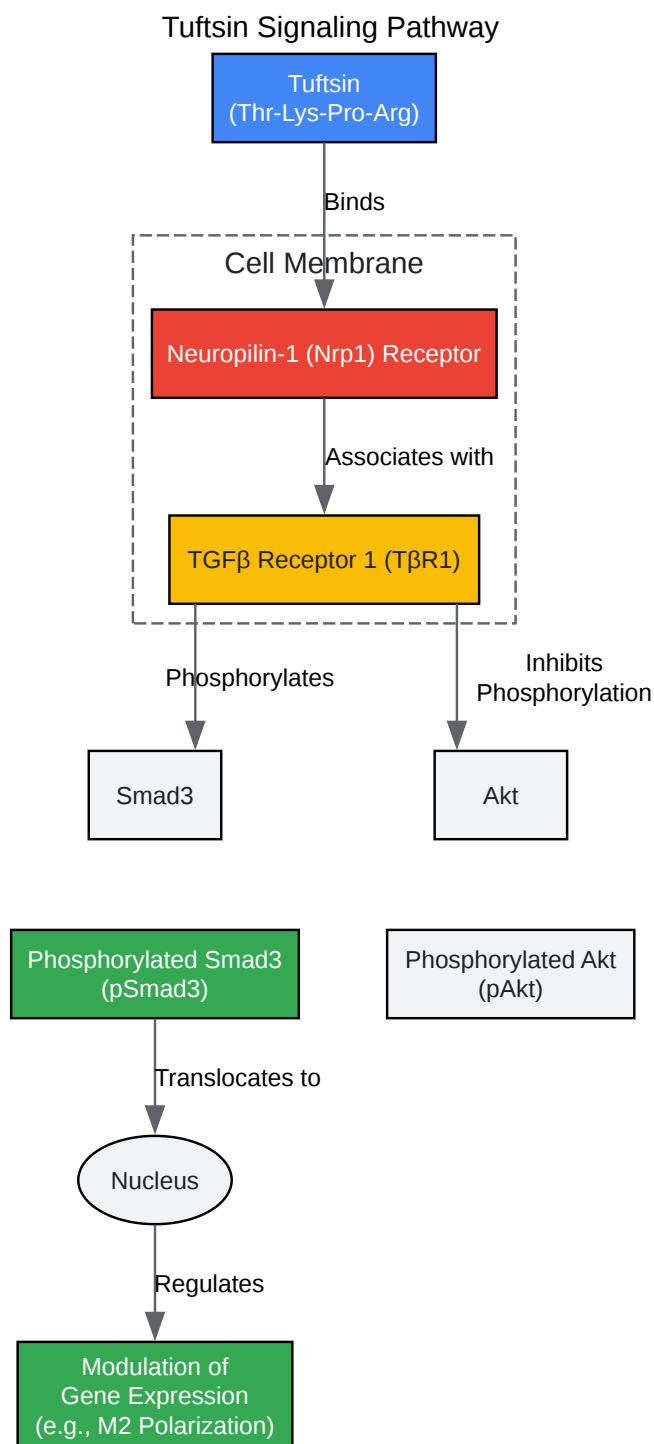 Tuftsin Signaling Pathway
Tuftsin
(Thr-Lys-Pro-Arg)
Binds
Cell Membrane
Neuropilin-1 (Nrp1) Receptor
Associates with
TGFβ Receptor 1 (TβR1)
Phosphorylates
Inhibits
Phosphorylation
Smad3
Akt
Phosphorylated Smad3
(pSmad3)
Phosphorylated Akt
(pAkt)
Translocates to
Nucleus
Regulates
Modulation of
Gene Expression
(e.g., M2 Polarization)